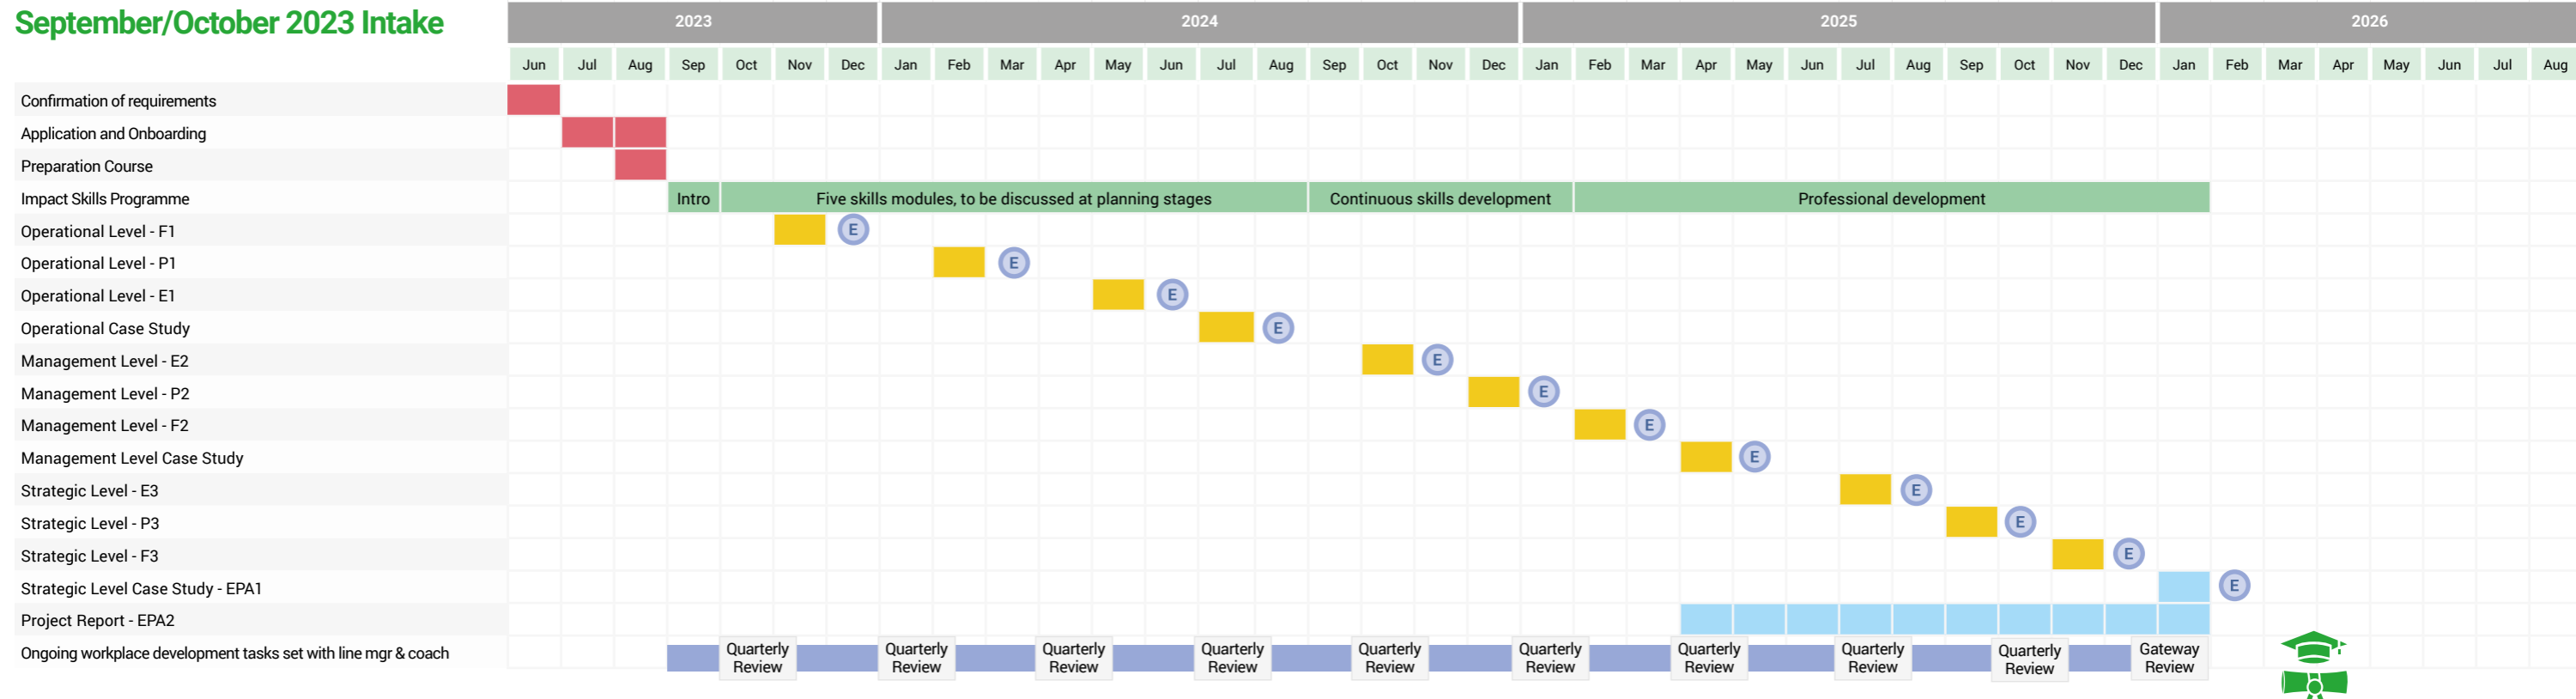 September/October 2023 Intake
2023 2024 2025 2026
Jun Jul Aug Sep Oct Nov Dec Jan Feb Mar Apr May Jun Jul Aug Sep Oct Nov Dec Jan Feb Mar Apr May Jun Jul Aug Sep Oct Nov Dec Jan Feb Mar Apr May Jun Jul Aug
Confirmation of requirements
Application and Onboarding
Preparation Course
Impact Skills Programme Intro Five skills modules, to be discussed at planning stages Continuous skills development Professional development
Operational Level - F1 E
Operational Level - P1 E
Operational Level - E1 E
Operational Case Study E
Management Level - E2 E
Management Level - P2 E
Management Level - F2 E
Management Level Case Study E
Strategic Level - E3 E
Strategic Level - P3 E
Strategic Level - F3 E
Strategic Level Case Study - EPA1 E
Project Report - EPA2
Ongoing workplace development tasks set with line mgr & coach
Quarterly
Review
Quarterly
Review
Quarterly
Review
Quarterly
Review
Quarterly
Review
Quarterly
Review
Quarterly
Review
Quarterly
Review
Quarterly
Review
Gateway
Review